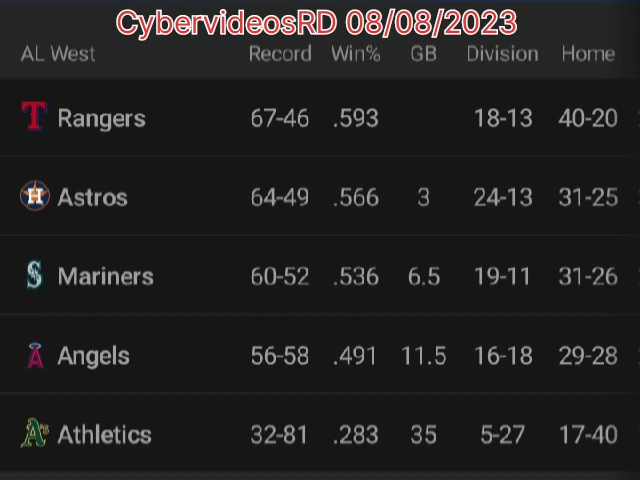 CybervideosRD 08/08/2023
AL West Record Win% GB Division Home
T Rangers 67-46 .593 18-13 40-20
H Astros 64-49 .566 3 24-13 31-25
S Mariners 60-52 .536 6.5 19-11 31-26
A Angels 56-58 .491 11.5 16-18 29-28
A's Athletics 32-81 .283 35 5-27 17-40